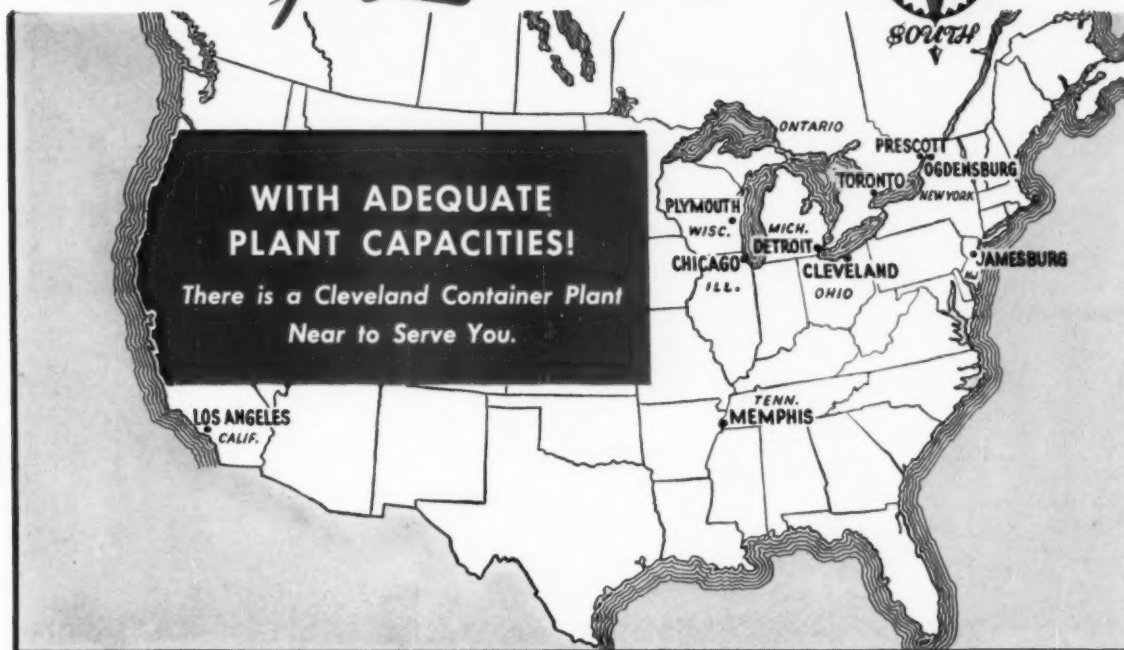 SOUTH
ONTARIO
PRESCOTT
OGDENSBURG
TORONTO
NEW YORK
WITH ADEQUATE
PLANT CAPACITIES!
There is a Cleveland Container Plant
Near to Serve You.
PLYMOUTH
WISC.
MICH.
DETROIT
CHICAGO
ILL.
CLEVELAND
OHIO
JAMESBURG
LOS ANGELES
CALIF.
TENN.
MEMPHIS